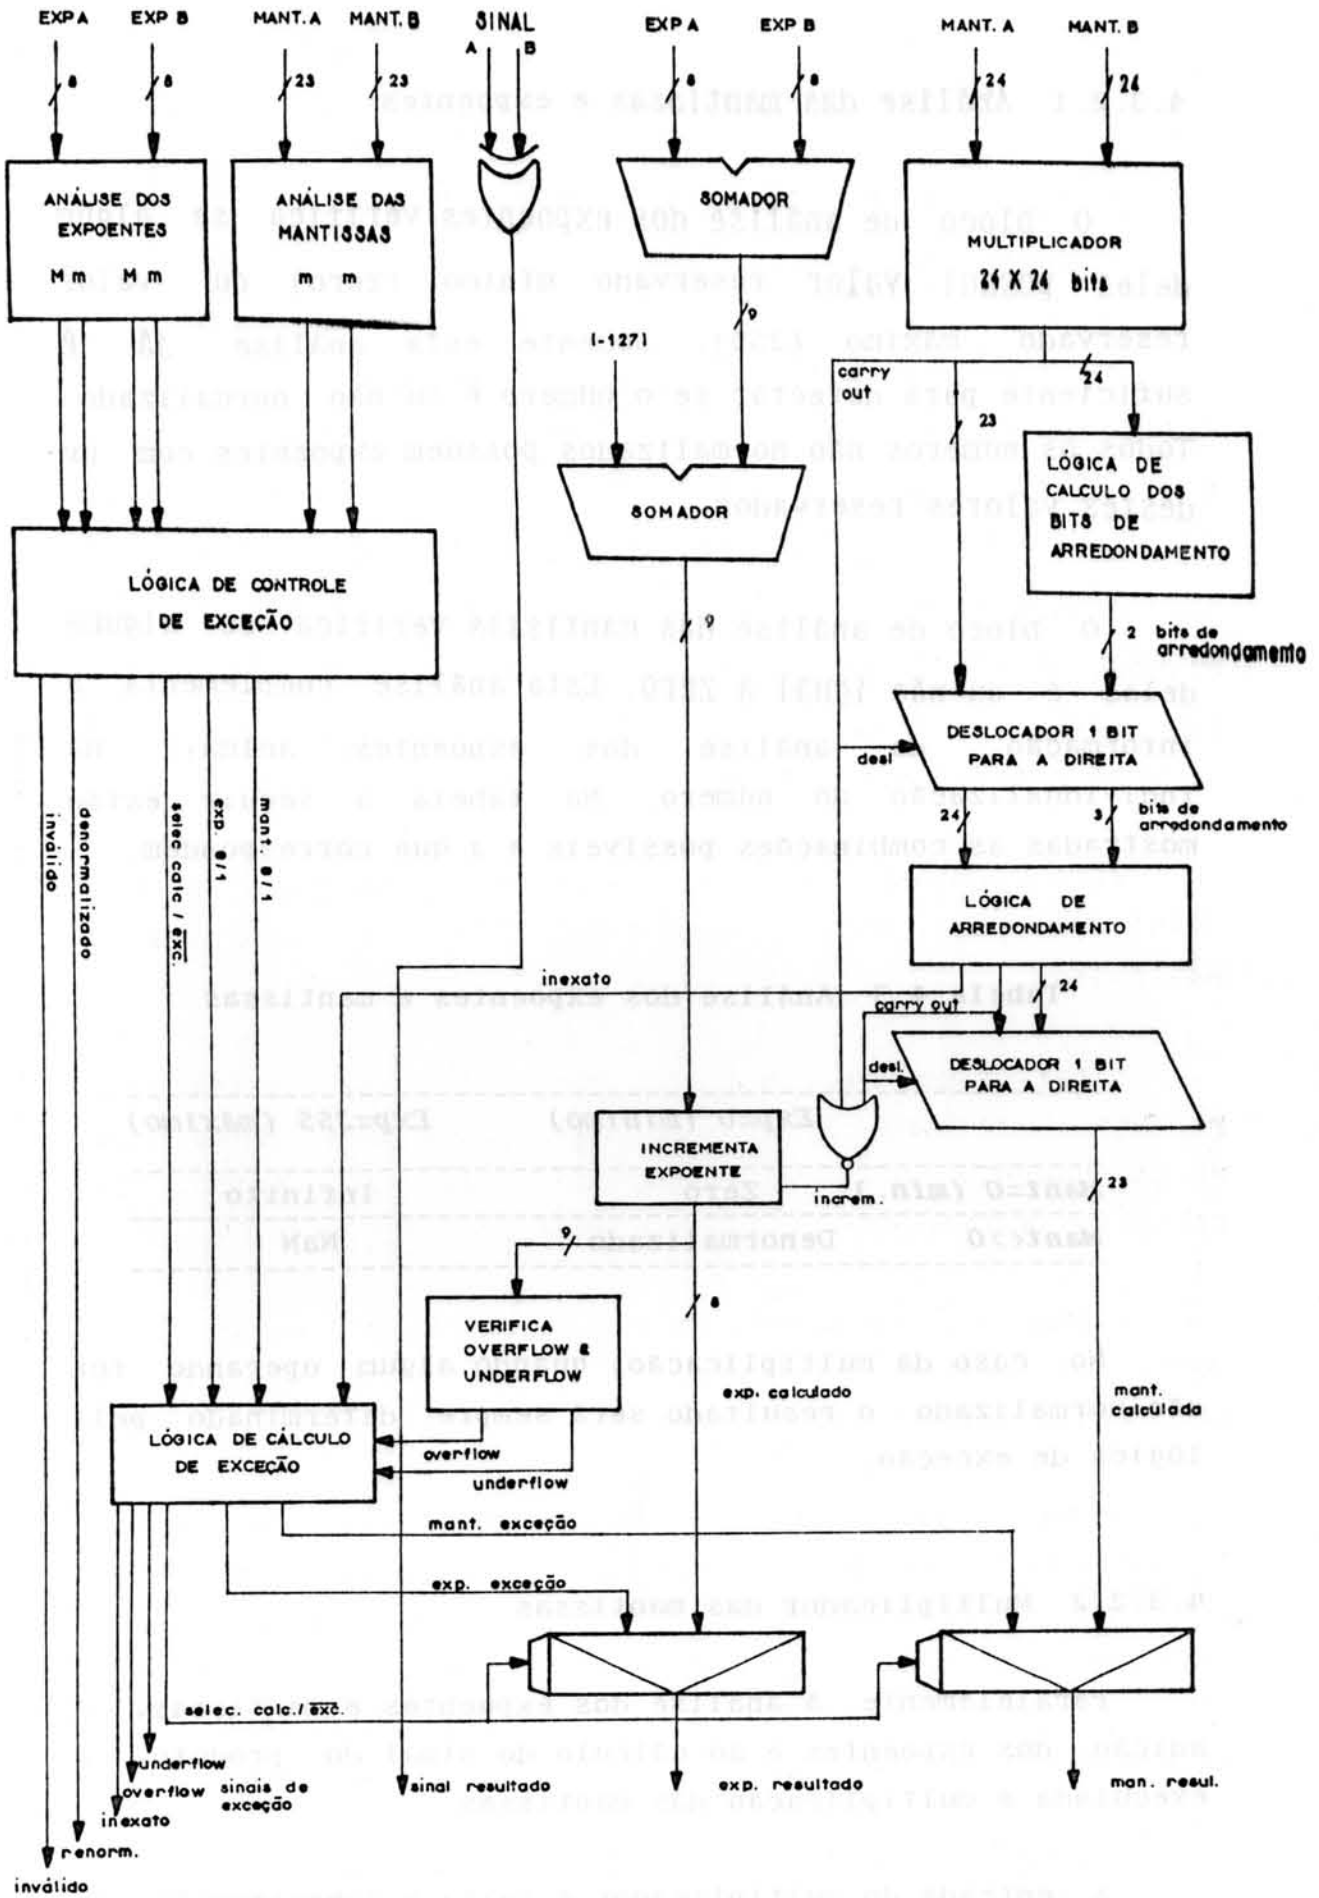 EXP A EXP B MANT. A MANT. B SINAL EXP A EXP B MANT. A MANT. B
A B
8 8 23 23 8 8 24 24
ANÁLISE DOS
EXPOENTES
M m M m
ANÁLISE DAS
MANTISSAS
m m
SOMADOR
MULTIPLICADOR
24 X 24 bits
9
(-127)
carry
out
24
23
LÓGICA DE
CALCULO DOS
BITS DE
ARREDONDAMENTO
SOMADOR
LÓGICA DE CONTROLE
DE EXCEÇÃO
9
2 bits de
arredondamento
DESLOCADOR 1 BIT
PARA A DIREITA
desl
24
3 bits de
arredondamento
inválido
denormalizado
selec. calc / exc.
exp. 0/1
man 0/1
LÓGICA DE
ARREDONDAMENTO
inexato
24
carry out
desl.
DESLOCADOR 1 BIT
PARA A DIREITA
INCREMENTA
EXPOENTE
increm.
23
9
8
VERIFICA
OVERFLOW &
UNDERFLOW
exp. calculado
mant.
calculada
LÓGICA DE CÁLCULO
DE EXCEÇÃO
overflow
underflow
mant. exceção
exp. exceção
selec. calc./exc.
underflow
overflow
sinais de
exceção
inexato
sinal resultado
exp. resultado
man. resul.
renorm.
inválido